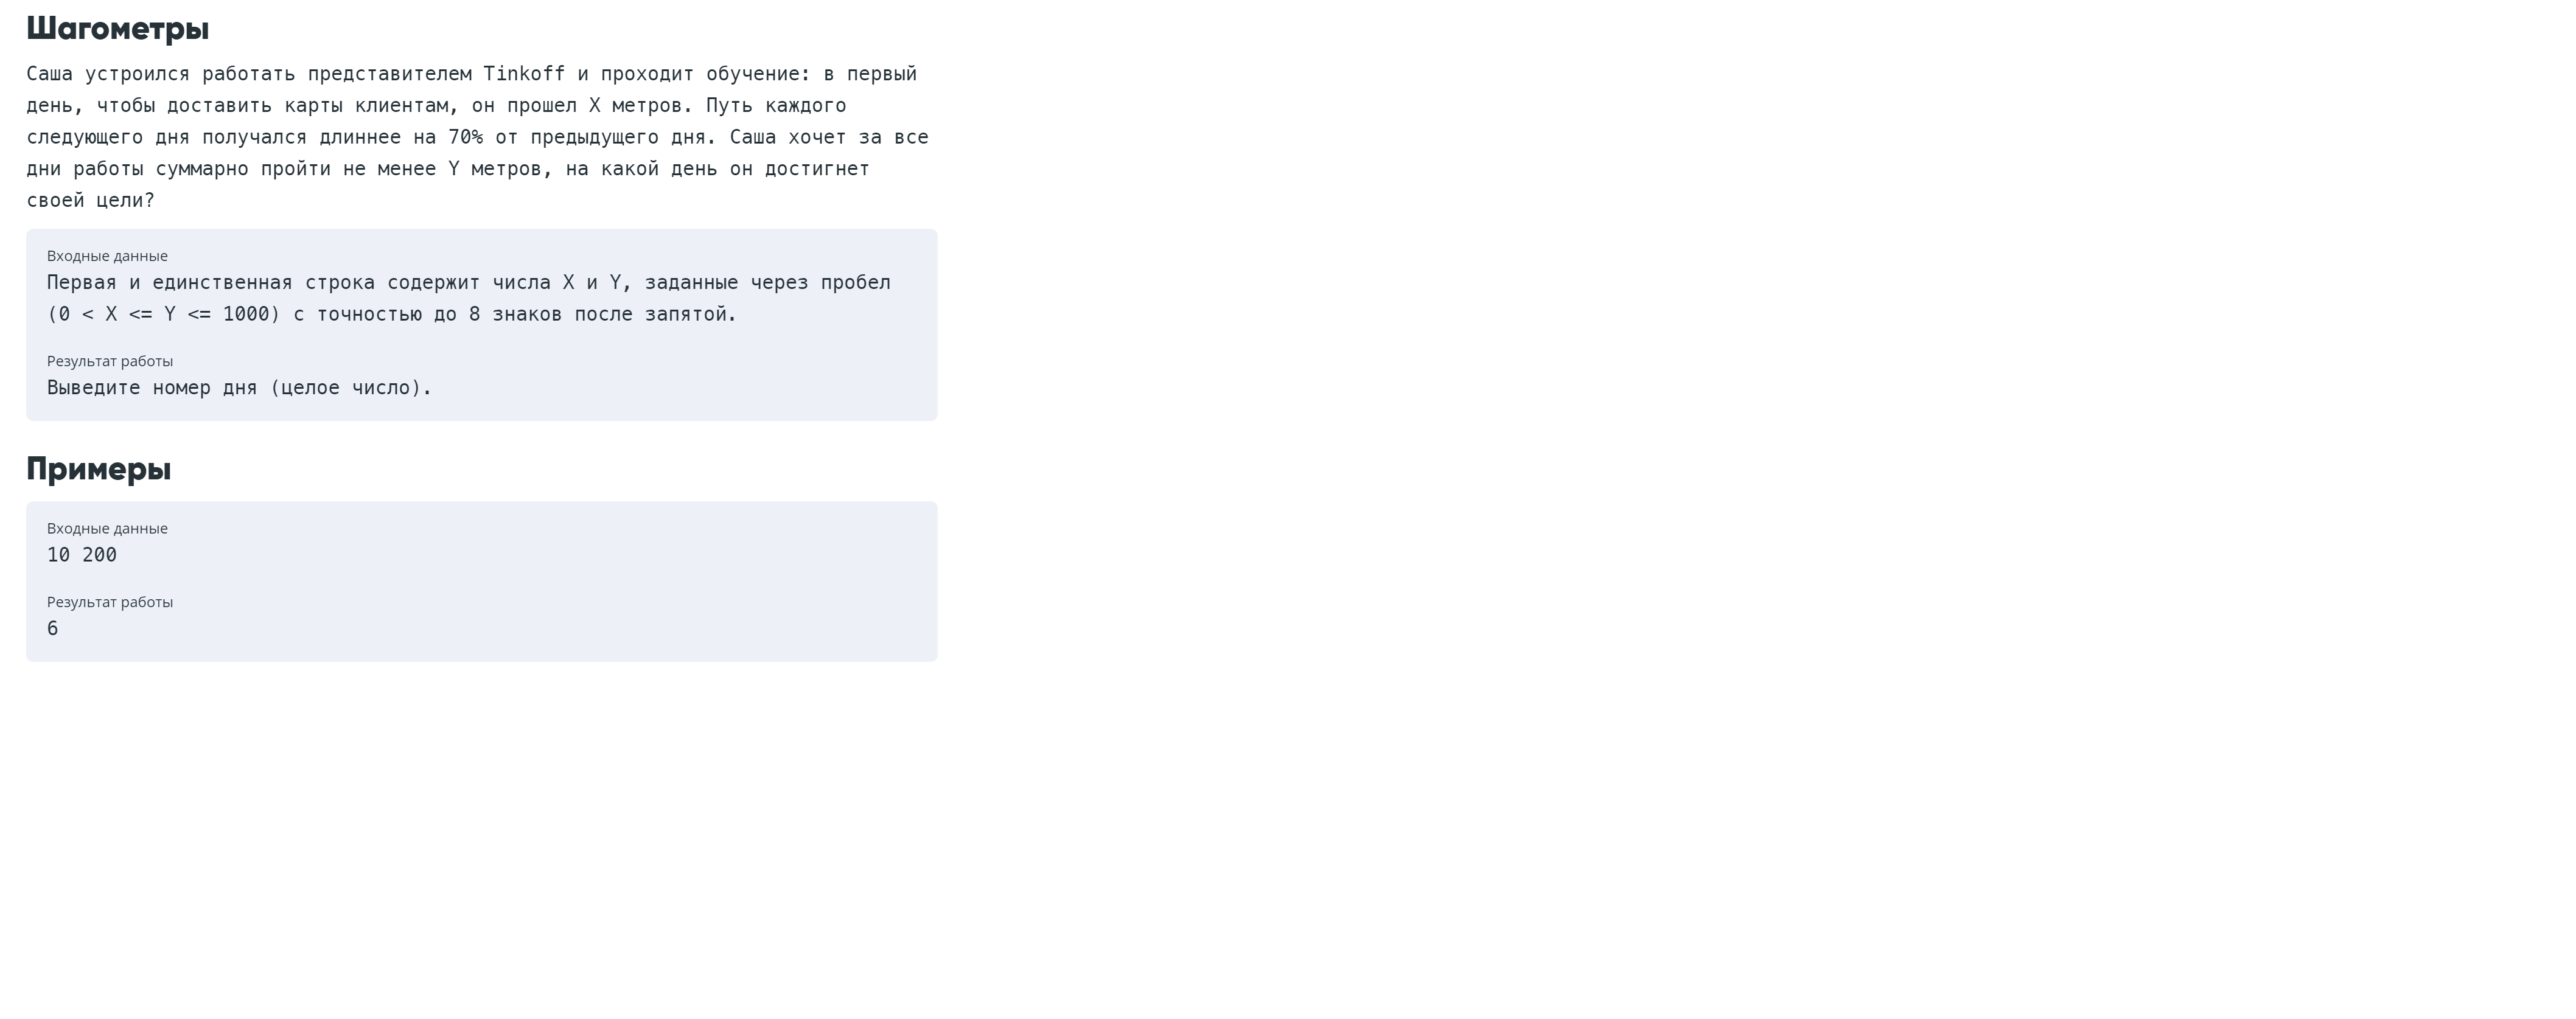 Шагометры
Саша устроился работать представителем Tinkoff и проходит обучение: в первый
день, чтобы доставить карты клиентам, он прошел X метров. Путь каждого
следующего дня получался длиннее на 70% от предыдущего дня. Саша хочет за все
дни работы суммарно пройти не менее Y метров, на какой день он достигнет
своей цели?
Входные данные
Первая и единственная строка содержит числа X и Y, заданные через пробел
(0 < X <= Y <= 1000) с точностью до 8 знаков после запятой.
Результат работы
Выведите номер дня (целое число).
Примеры
Входные данные
10 200
Результат работы
6